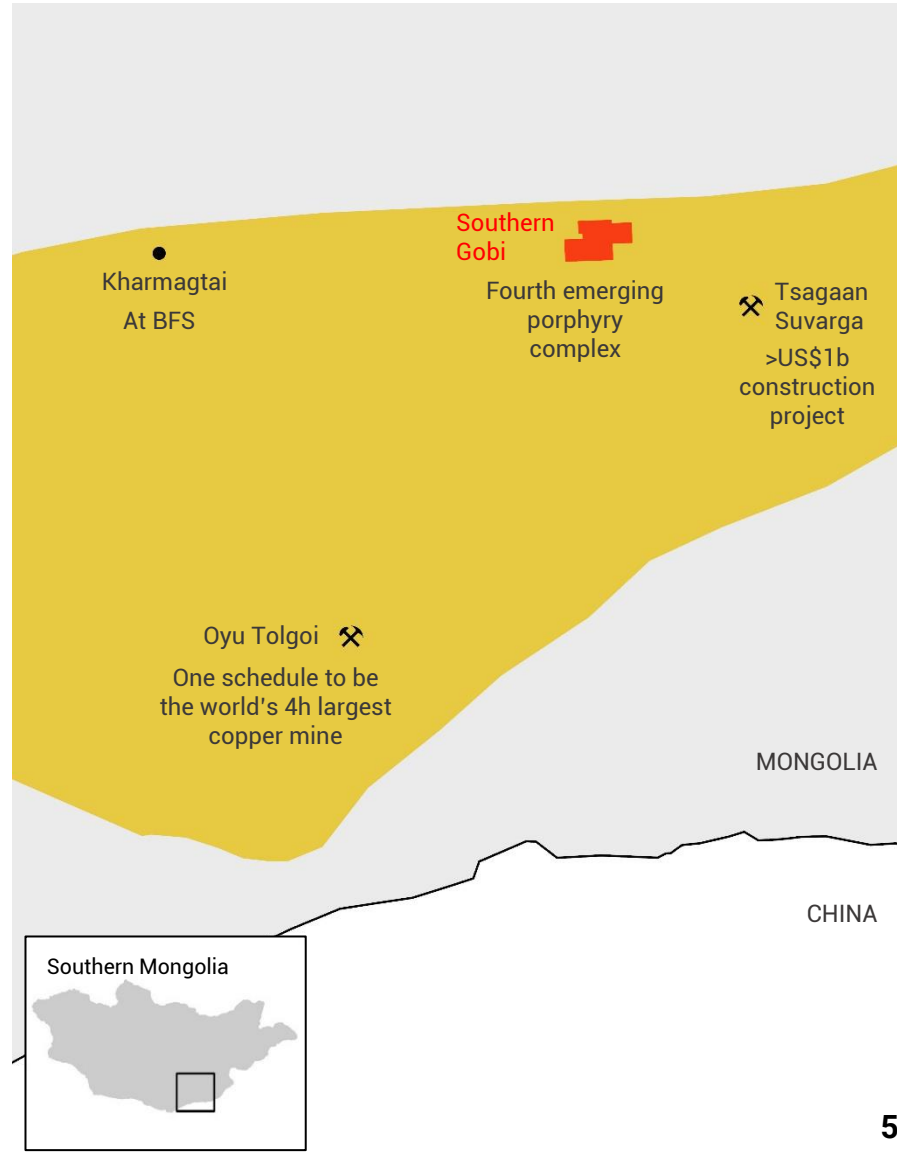 Southern
Gobi
Kharmagtai
At BFS
Fourth emerging
porphyry
complex
Tsagaan
Suvarga
>US$1b
construction
project
Oyu Tolgoi
One schedule to be
the world's 4h largest
copper mine
MONGOLIA
CHINA
Southern Mongolia
5